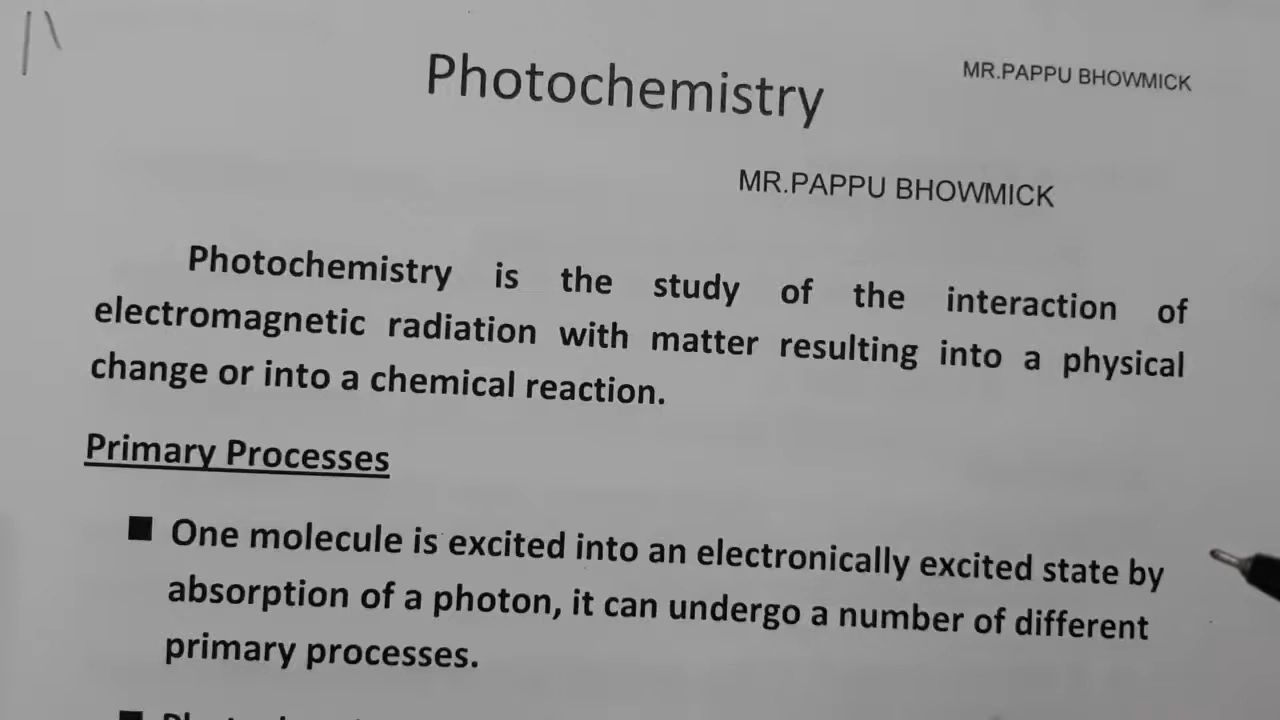 Photochemistry
MR.PAPPU BHOWMICK
MR.PAPPU BHOWMICK
Photochemistry is the study of the interaction of
electromagnetic radiation with matter resulting into a physical
change or into a chemical reaction.
Primary Processes
■ One molecule is excited into an electronically excited state by
absorption of a photon, it can undergo a number of different
primary processes.